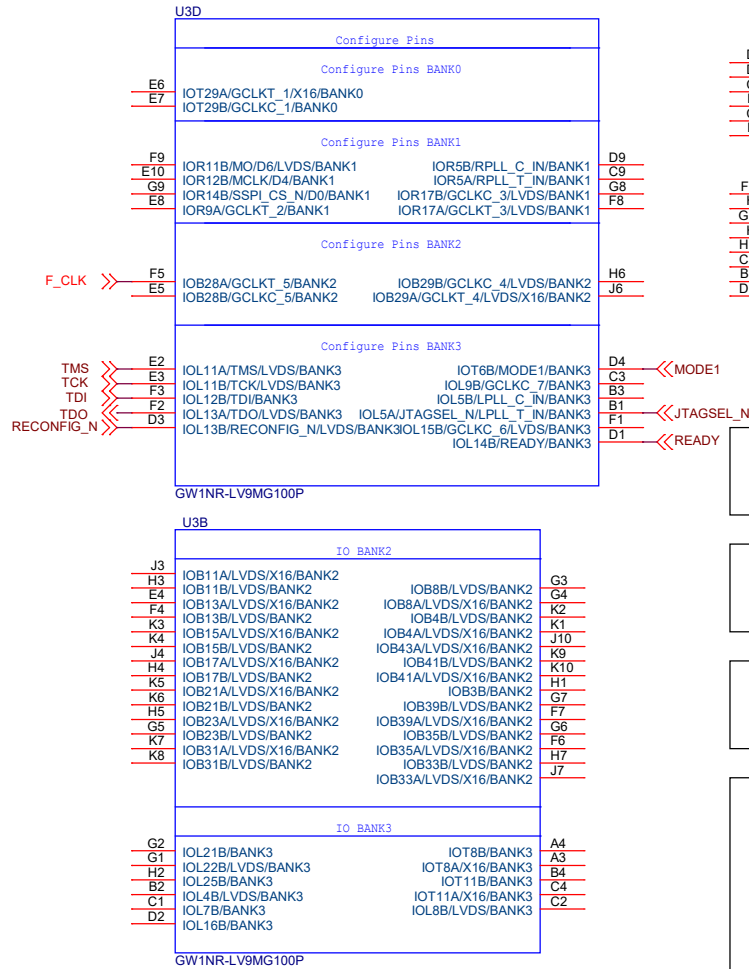 U3D
Configure Pins
Configure Pins BANK0
E6 IOT29A/GCLKT_1/X16/BANK0
E7 IOT29B/GCLKC_1/BANK0
Configure Pins BANK1
F9 IOR11B/MO/D6/LVDS/BANK1 IOR5B/RPLL_C_IN/BANK1 D9
E10 IOR12B/MCLK/D4/BANK1 IOR5A/RPLL_T_IN/BANK1 C9
G9 IOR14B/SSPI_CS_N/D0/BANK1 IOR17B/GCLKC_3/LVDS/BANK1 G8
E8 IOR9A/GCLKT_2/BANK1 IOR17A/GCLKT_3/LVDS/BANK1 F8
Configure Pins BANK2
F_CLK F5 IOB28A/GCLKT_5/BANK2 IOB29B/GCLKC_4/LVDS/BANK2 H6
E5 IOB28B/GCLKC_5/BANK2 IOB29A/GCLKT_4/LVDS/X16/BANK2 J6
Configure Pins BANK3
TMS E2 IOL11A/TMS/LVDS/BANK3 IOT6B/MODE1/BANK3 D4 MODE1
TCK E3 IOL11B/TCK/LVDS/BANK3 IOL9B/GCLKC_7/BANK3 C3
TDI F3 IOL12B/TDI/BANK3 IOL5B/LPLL_C_IN/BANK3 B3
TDO F2 IOL13A/TDO/LVDS/BANK3 IOL5A/JTAGSEL_N/LPLL_T_IN/BANK3 B1 JTAGSEL_N
RECONFIG_N D3 IOL13B/RECONFIG_N/LVDS/BANK3 IOL15B/GCLKC_6/LVDS/BANK3 F1
IOL14B/READY/BANK3 D1 READY
GW1NR-LV9MG100P
U3B
IO BANK2
J3 IOB11A/LVDS/X16/BANK2
H3 IOB11B/LVDS/BANK2 IOB8B/LVDS/BANK2 G3
E4 IOB13A/LVDS/X16/BANK2 IOB8A/LVDS/X16/BANK2 G4
F4 IOB13B/LVDS/BANK2 IOB4B/LVDS/BANK2 K2
K3 IOB15A/LVDS/X16/BANK2 IOB4A/LVDS/X16/BANK2 K1
K4 IOB15B/LVDS/BANK2 IOB43A/LVDS/X16/BANK2 J10
J4 IOB17A/LVDS/X16/BANK2 IOB41B/LVDS/BANK2 K9
H4 IOB17B/LVDS/BANK2 IOB41A/LVDS/X16/BANK2 K10
K5 IOB21A/LVDS/X16/BANK2 IOB3B/BANK2 H1
K6 IOB21B/LVDS/BANK2 IOB39B/LVDS/BANK2 G7
H5 IOB23A/LVDS/X16/BANK2 IOB39A/LVDS/X16/BANK2 F7
G5 IOB23B/LVDS/BANK2 IOB35B/LVDS/BANK2 G6
K7 IOB31A/LVDS/X16/BANK2 IOB35A/LVDS/X16/BANK2 F6
K8 IOB31B/LVDS/BANK2 IOB33B/LVDS/BANK2 H7
IOB33A/LVDS/X16/BANK2 J7
IO BANK3
G2 IOL21B/BANK3 IOT8B/BANK3 A4
G1 IOL22B/LVDS/BANK3 IOT8A/X16/BANK3 A3
H2 IOL25B/BANK3 IOT11B/BANK3 B4
B2 IOL4B/LVDS/BANK3 IOT11A/X16/BANK3 C4
C1 IOL7B/BANK3 IOL8B/LVDS/BANK3 C2
D2 IOL16B/BANK3
GW1NR-LV9MG100P